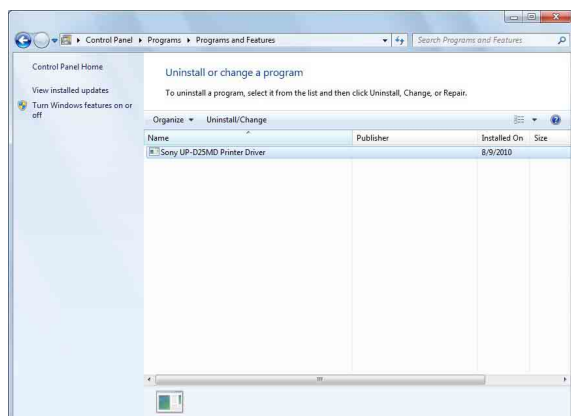 Control Panel ▸ Programs ▸ Programs and Features
Search Programs and Features
Control Panel Home
View installed updates
Turn Windows features on or
off
Uninstall or change a program
To uninstall a program, select it from the list and then click Uninstall, Change, or Repair.
Organize Uninstall/Change
Name Publisher Installed On Size
Sony UP-D25MD Printer Driver 8/9/2010